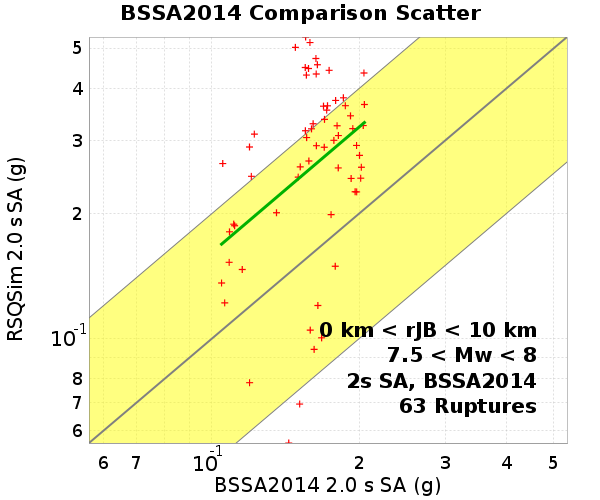 BSSA2014 Comparison Scatter
RSQSim 2.0 s SA (g)
5
4
3
2
10-1
8
7
6
0 km < rJB < 10 km
7.5 < Mw < 8
2s SA, BSSA2014
63 Ruptures
6 7 10-1 2 3 4 5
BSSA2014 2.0 s SA (g)